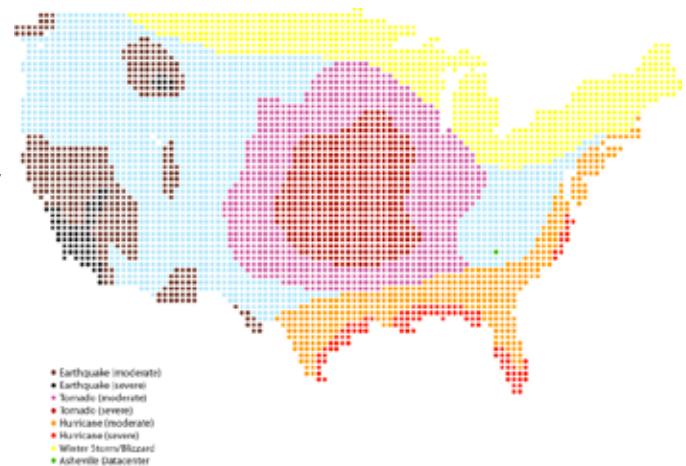 Earthquake (moderate)
Earthquake (severe)
Tornado (moderate)
Tornado (severe)
Hurricane (moderate)
Hurricane (severe)
Winter Storm/Blizzard
Asheville Datacenter